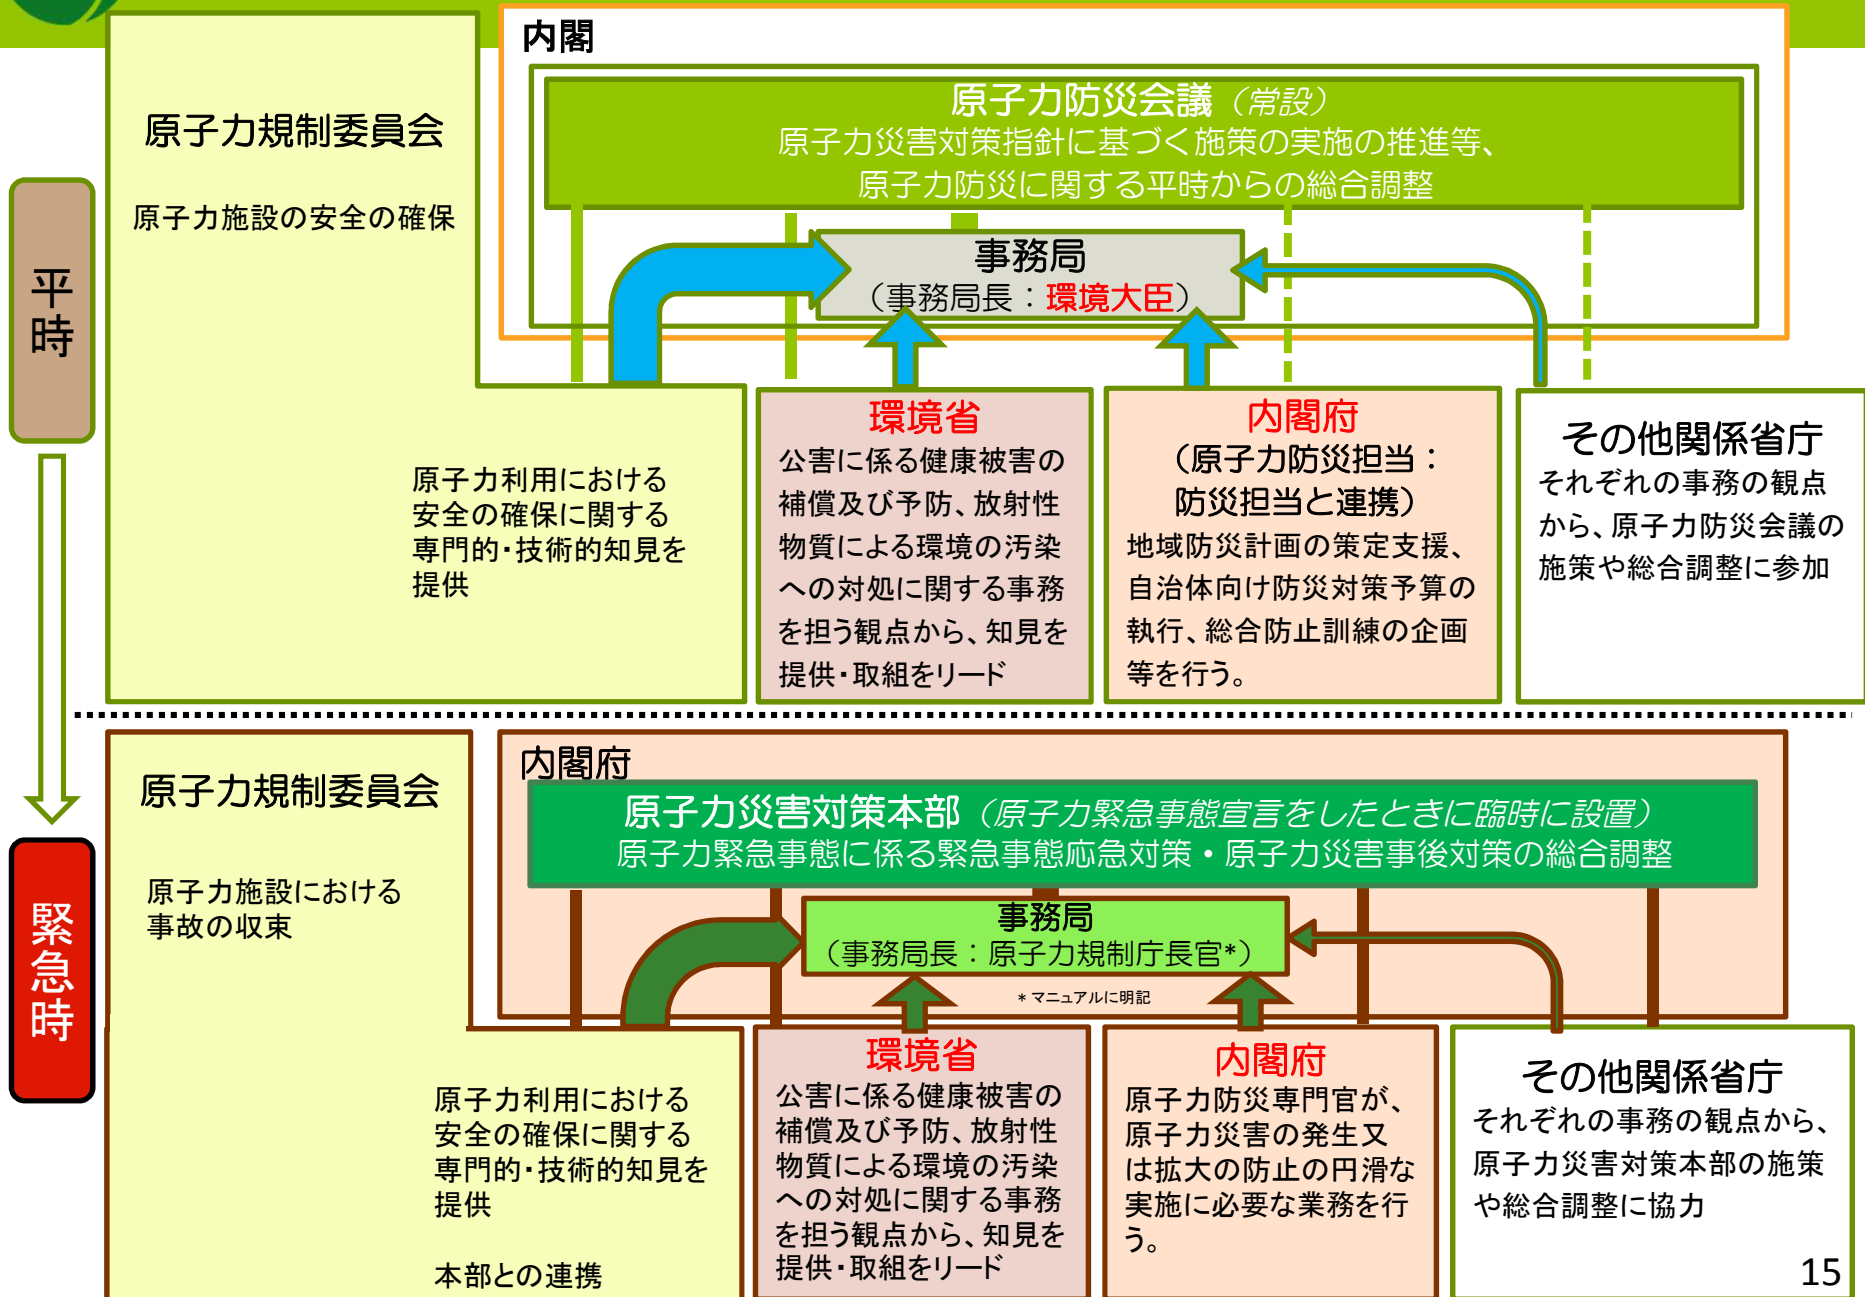 内閣
原子力防災会議（常設）
原子力災害対策指針に基づく施策の実施の推進等、
原子力防災に関する平時からの総合調整
事務局
（事務局長：環境大臣）
平時
原子力規制委員会
原子力施設の安全の確保
原子力利用における
安全の確保に関する
専門的・技術的知見を
提供
環境省
公害に係る健康被害の
補償及び予防、放射性
物質による環境の汚染
への対処に関する事務
を担う観点から、知見を
提供・取組をリード
内閣府
（原子力防災担当：
防災担当と連携）
地域防災計画の策定支援、
自治体向け防災対策予算の
執行、総合防止訓練の企画
等を行う。
その他関係省庁
それぞれの事務の観点
から、原子力防災会議の
施策や総合調整に参加
緊急時
原子力規制委員会
原子力施設における
事故の収束
原子力利用における
安全の確保に関する
専門的・技術的知見を
提供
本部との連携
内閣府
原子力災害対策本部（原子力緊急事態宣言をしたときに臨時に設置）
原子力緊急事態に係る緊急事態応急対策・原子力災害事後対策の総合調整
事務局
（事務局長：原子力規制庁長官*）
* マニュアルに明記
環境省
公害に係る健康被害の
補償及び予防、放射性
物質による環境の汚染
への対処に関する事務
を担う観点から、知見を
提供・取組をリード
内閣府
原子力防災専門官が、
原子力災害の発生又
は拡大の防止の円滑な
実施に必要な業務を行
う。
その他関係省庁
それぞれの事務の観点から、
原子力災害対策本部の施策
や総合調整に協力
15